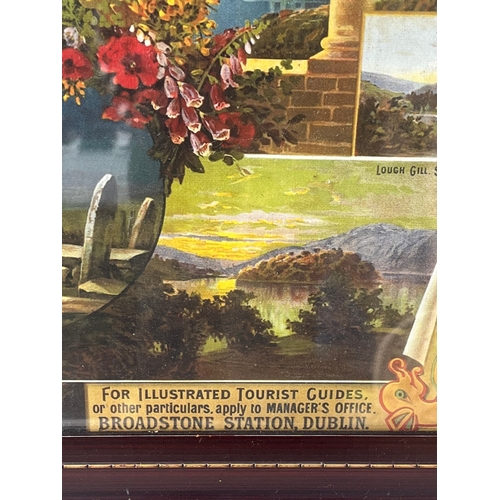 LOUGH GILL.
FOR ILLUSTRATED TOURIST GUIDES,
or other particulars, apply to MANAGER'S OFFICE,
BROADSTONE STATION, DUBLIN.